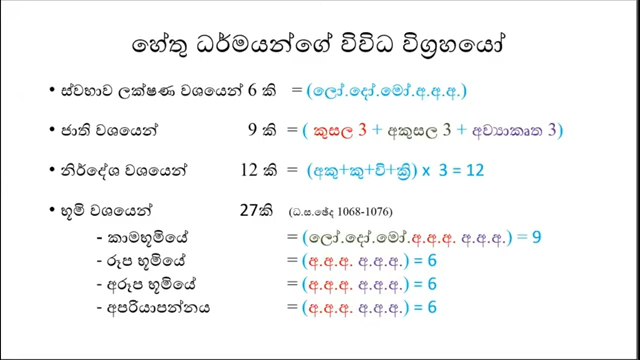 හේතු ධර්මයන්ගේ විවිධ විග්‍රහයෝ
• ස්වභාව ලක්ෂණ වශයෙන් 6 කි = (ලෝ.දෝ.මෝ.අ.අ.අ.)
• ජාති වශයෙන් 9 කි = ( කුසල 3 + අකුසල 3 + අව්‍යාකෘත 3)
• නිර්දේශ වශයෙන් 12 කි = (අකු+කු+වි+ක්‍රි) x 3 = 12
• භූමි වශයෙන් 27කි (ධ.ස.ඡේද 1068-1076)
- කාමභූමියේ = (ලෝ.දෝ.මෝ.අ.අ.අ. අ.අ.අ.) = 9
- රූප භූමියේ = (අ.අ.අ. අ.අ.අ.) = 6
- අරූප භූමියේ = (අ.අ.අ. අ.අ.අ.) = 6
- අපරියාපන්නය = (අ.අ.අ. අ.අ.අ.) = 6